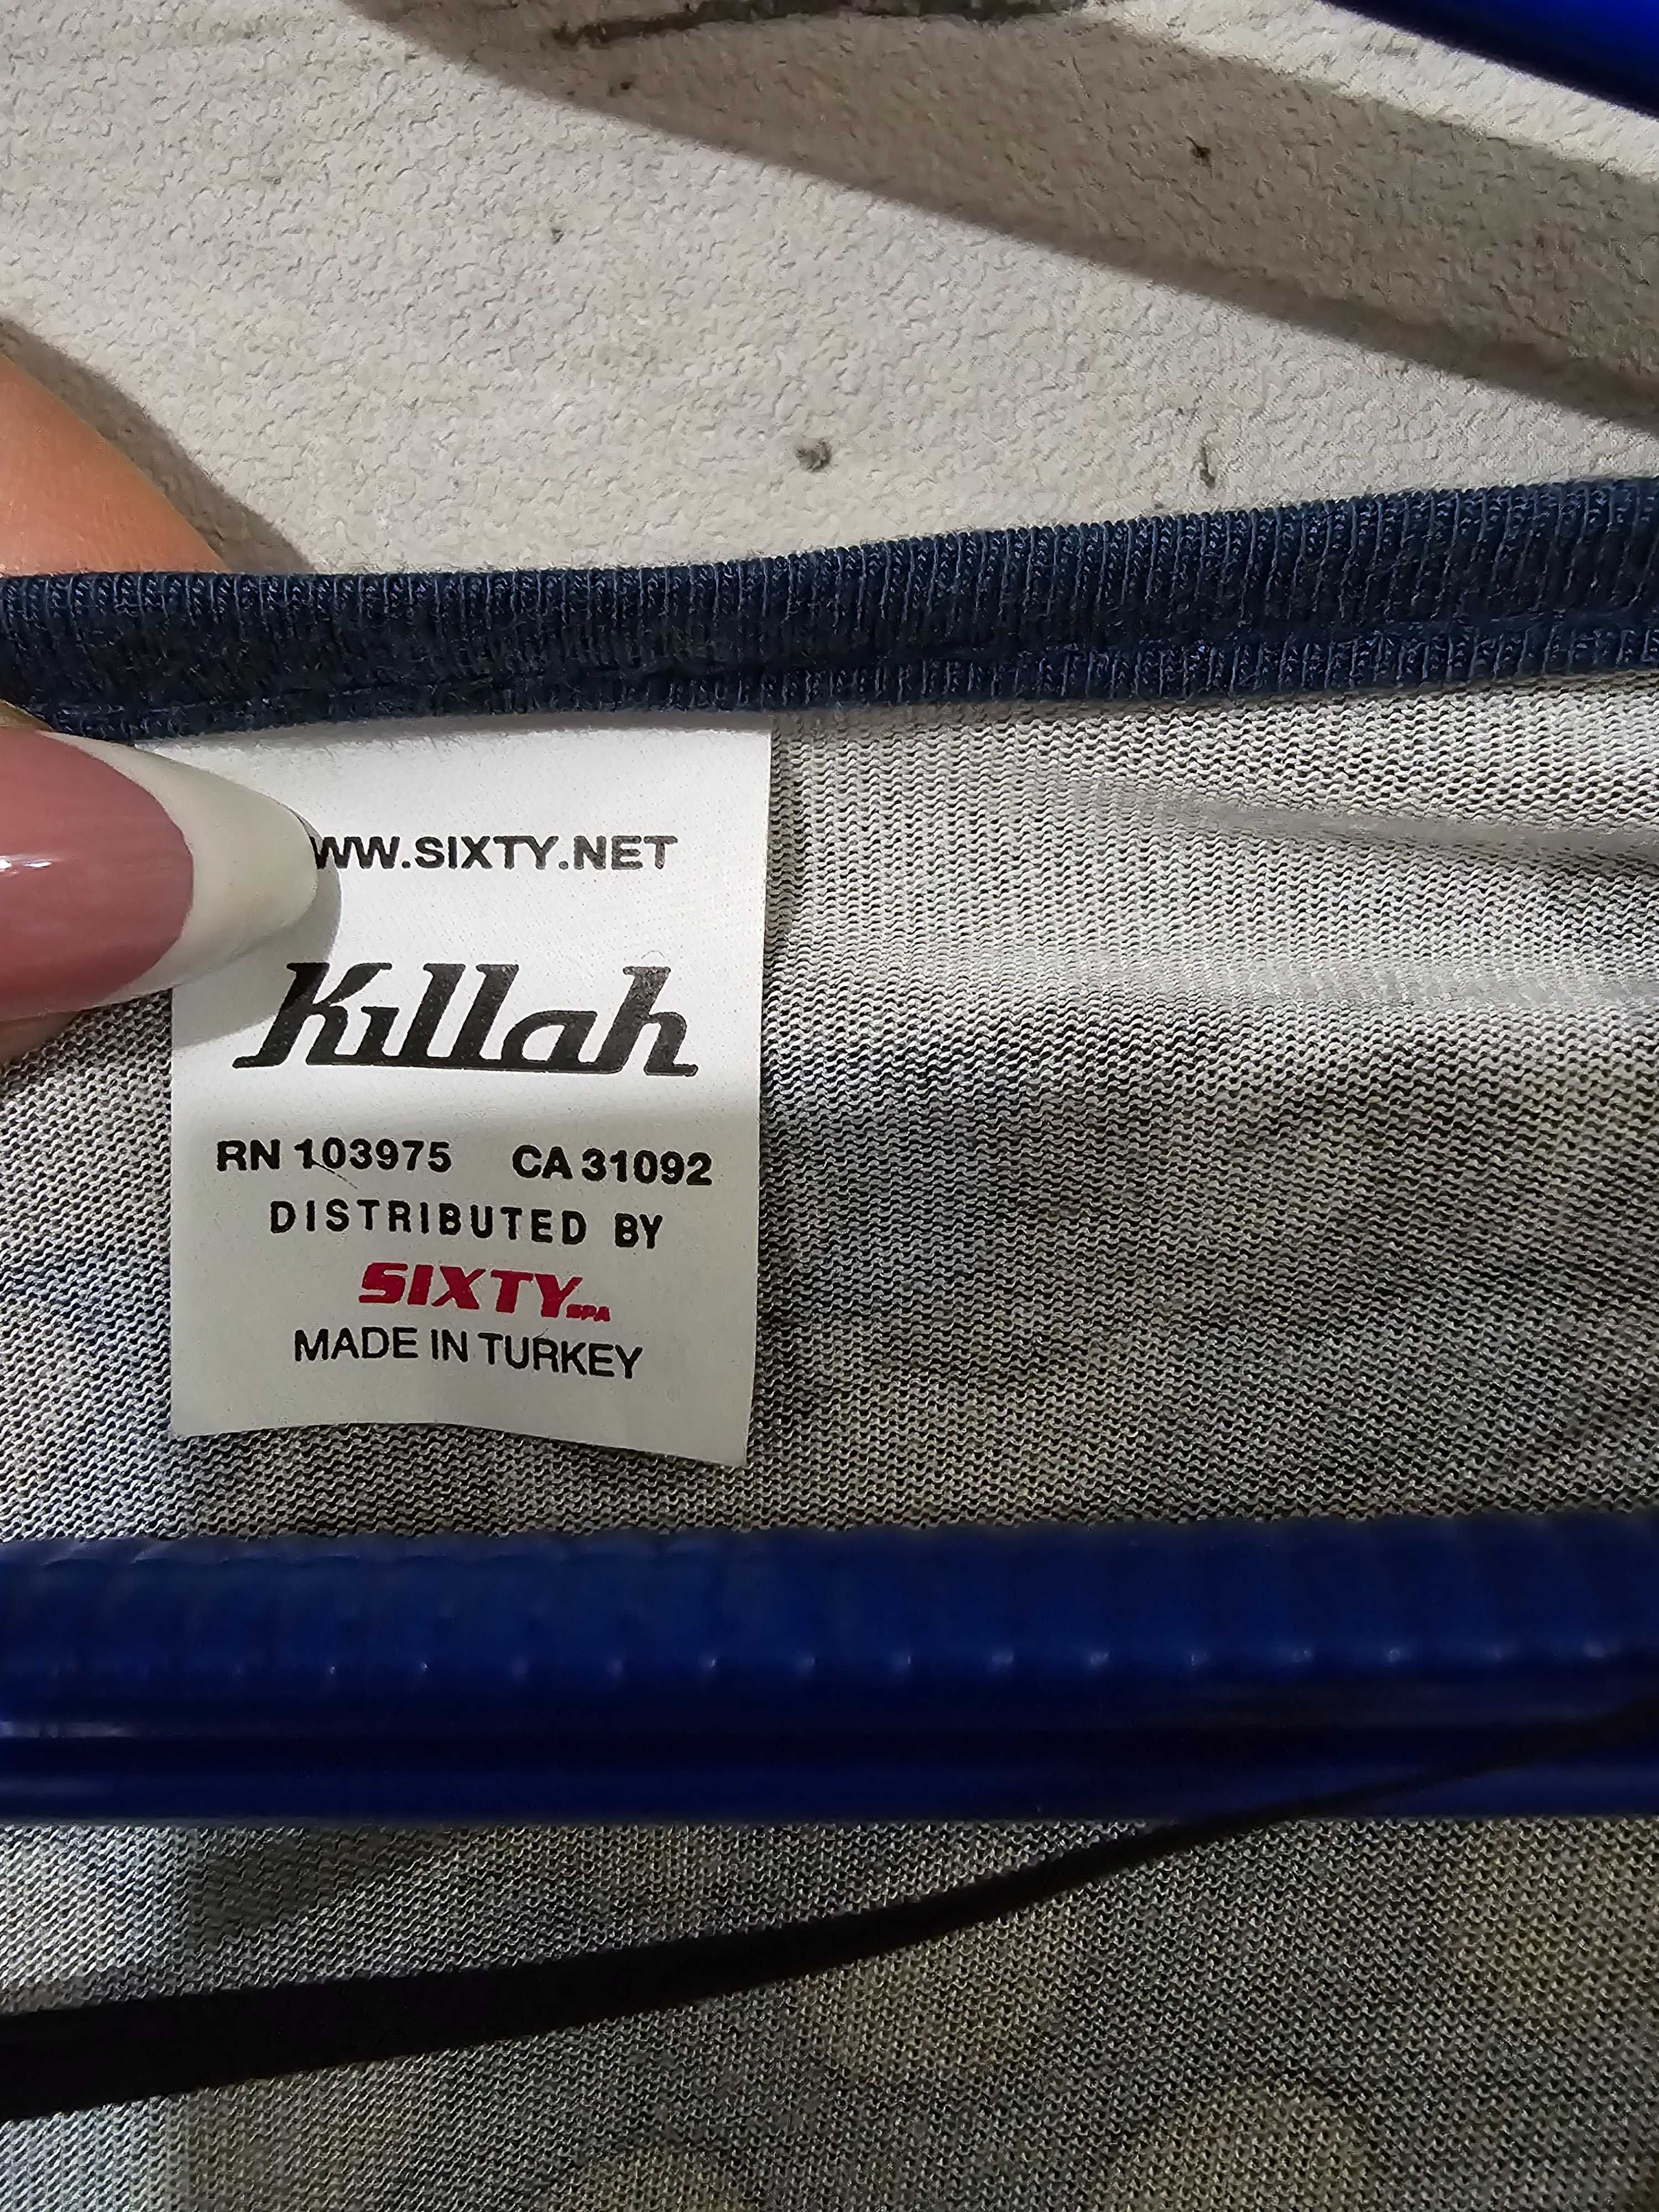 WW.SIXTY.NET
Killah
RN 103975 CA 31092
DISTRIBUTED BY
SIXTY SPA
MADE IN TURKEY